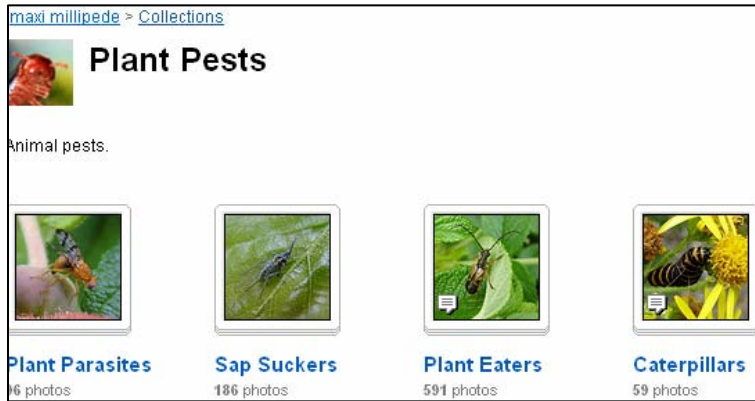 maxi millipede > Collections
Plant Pests
Animal pests.
Plant Parasites Sap Suckers Plant Eaters Caterpillars
photos 186 photos 591 photos 59 photos